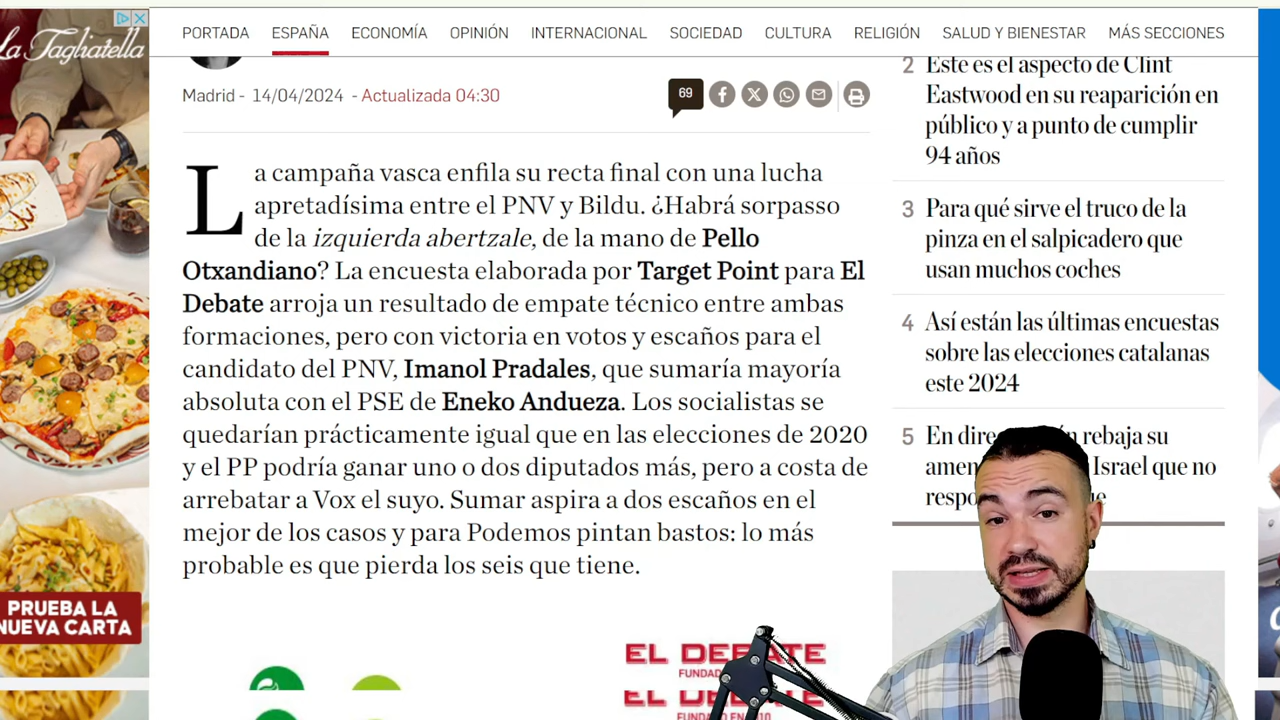 La Tagliatella
PRUEBA LA
NUEVA CARTA
PORTADA ESPAÑA ECONOMÍA OPINIÓN INTERNACIONAL SOCIEDAD CULTURA RELIGIÓN SALUD Y BIENESTAR MÁS SECCIONES
Madrid - 14/04/2024 - Actualizada 04:30
69
La campaña vasca enfila su recta final con una lucha
apretadísima entre el PNV y Bildu. ¿Habrá sorpasso
de la izquierda abertzale, de la mano de Pello
Otxandiano? La encuesta elaborada por Target Point para El
Debate arroja un resultado de empate técnico entre ambas
formaciones, pero con victoria en votos y escaños para el
candidato del PNV, Imanol Pradales, que sumaría mayoría
absoluta con el PSE de Eneko Andueza. Los socialistas se
quedarían prácticamente igual que en las elecciones de 2020
y el PP podría ganar uno o dos diputados más, pero a costa de
arrebatar a Vox el suyo. Sumar aspira a dos escaños en el
mejor de los casos y para Podemos pintan bastos: lo más
probable es que pierda los seis que tiene.
EL DEBATE
2 Este es el aspecto de Clint
Eastwood en su reaparición en
público y a punto de cumplir
94 años
3 Para qué sirve el truco de la
pinza en el salpicadero que
usan muchos coches
4 Así están las últimas encuestas
sobre las elecciones catalanas
este 2024
5 En rebaja su
Israel que no